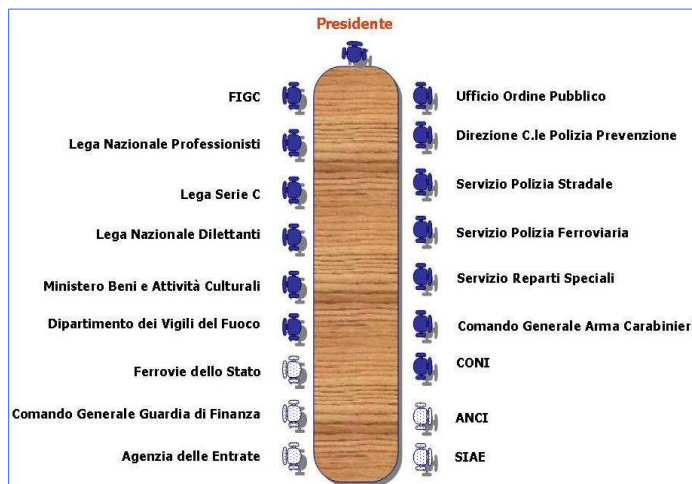 Presidente
FIGC
Lega Nazionale Professionisti
Lega Serie C
Lega Nazionale Dilettanti
Ministero Beni e Attività Culturali
Dipartimento dei Vigili del Fuoco
Ferrovie dello Stato
Comando Generale Guardia di Finanza
Agenzia delle Entrate
Ufficio Ordine Pubblico
Direzione C.le Polizia Prevenzione
Servizio Polizia Stradale
Servizio Polizia Ferroviaria
Servizio Reparti Speciali
Comando Generale Arma Carabinier
CONI
ANCI
SIAE